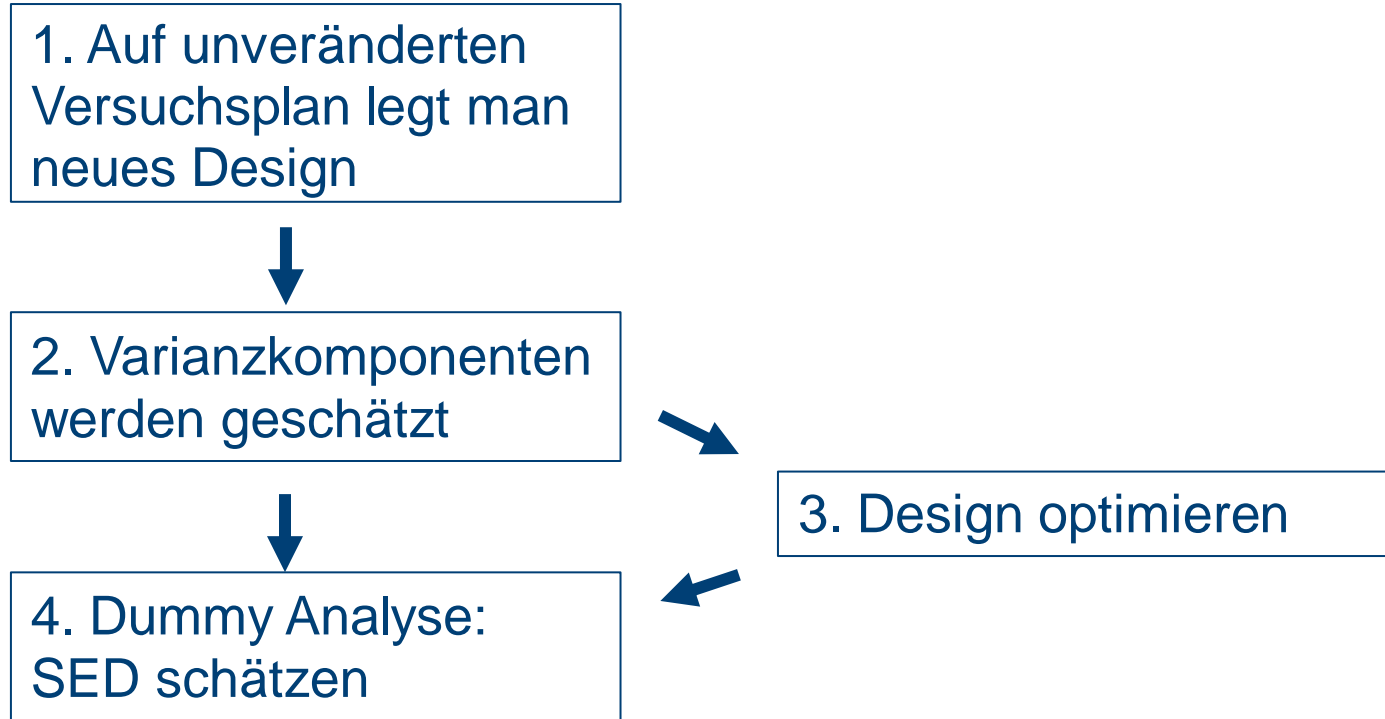 1. Auf unveränderten
Versuchsplan legt man
neues Design
2. Varianzkomponenten
werden geschätzt
3. Design optimieren
4. Dummy Analyse:
SED schätzen